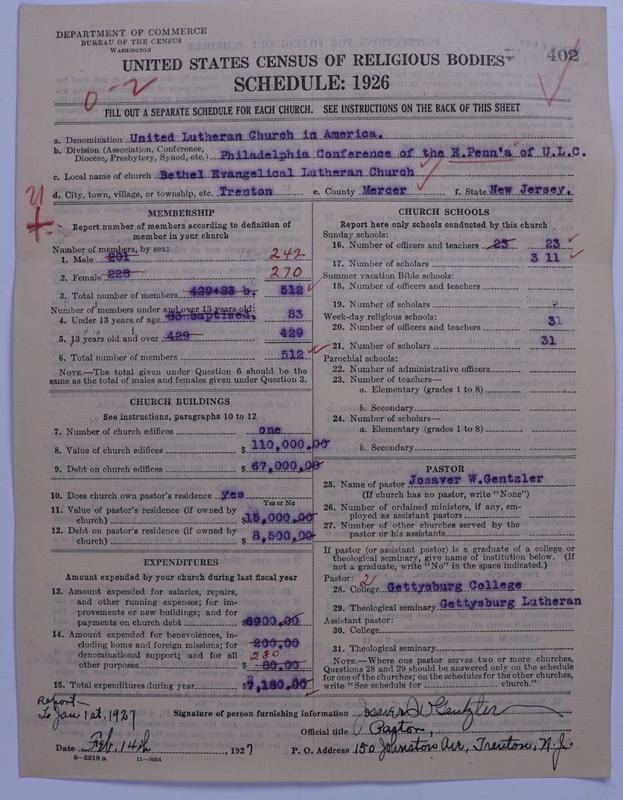 DEPARTMENT OF COMMERCE
BUREAU OF THE CENSUS
WASHINGTON
402
UNITED STATES CENSUS OF RELIGIOUS BODIES
SCHEDULE: 1926
0-2
FILL OUT A SEPARATE SCHEDULE FOR EACH CHURCH. SEE INSTRUCTIONS ON THE BACK OF THIS SHEET
a. Denomination United Lutheran Church in America.
b. Division (Association, Conference, Diocese, Presbytery, Synod, etc.) Philadelphia Conference of the E.Penn'a of U.L.C.
c. Local name of church Bethel Evangelical Lutheran Church
d. City, town, village, or township, etc. Trenton e. County Mercer f. State New Jersey.
MEMBERSHIP
Report number of members according to definition of
member in your church
Number of members, by sex:
1. Male 201 242
2. Female 228 270
3. Total number of members 429+83 b. 512
Number of members under and over 13 years old:
4. Under 13 years of age 83 baptised. 83
5. 13 years old and over 429 429
6. Total number of members 512
NOTE.—The total given under Question 6 should be the
same as the total of males and females given under Question 3.
CHURCH BUILDINGS
See instructions, paragraphs 10 to 12
7. Number of church edifices one
8. Value of church edifices $110,000.00
9. Debt on church edifices $67,000.00
10. Does church own pastor's residence yes
Yes or No
11. Value of pastor's residence (if owned by
church) $15,000.00
12. Debt on pastor's residence (if owned by
church) $8,500.00
EXPENDITURES
Amount expended by your church during last fiscal year
13. Amount expended for salaries, repairs,
and other running expenses; for im-
provements or new buildings; and for
payments on church debt $6900.00
14. Amount expended for benevolences, in-
cluding home and foreign missions; for 200.00
denominational support; and for all 280
other purposes $ 80.00
15. Total expenditures during year $7,180.00
CHURCH SCHOOLS
Report here only schools conducted by this church
Sunday schools:
16. Number of officers and teachers 23 23
17. Number of scholars 3 11
Summer vacation Bible schools:
18. Number of officers and teachers
19. Number of scholars
Week-day religious schools:
20. Number of officers and teachers 31
21. Number of scholars 31
Parochial schools:
22. Number of administrative officers
23. Number of teachers—
a. Elementary (grades 1 to 8)
b. Secondary
24. Number of scholars—
a. Elementary (grades 1 to 8)
b. Secondary
PASTOR
25. Name of pastor Josaver W.Gentzler
(If church has no pastor, write "None")
26. Number of ordained ministers, if any, em-
ployed as assistant pastors
27. Number of other churches served by the
pastor or his assistants
If pastor (or assistant pastor) is a graduate of a college or
theological seminary, give name of institution below. (If
not a graduate, write "No" in the space indicated.)
Pastor: 2
28. College Gettysburg College
29. Theological seminary Gettysburg Lutheran
Assistant pastor:
30. College
31. Theological seminary
NOTE.—Where one pastor serves two or more churches,
Questions 28 and 29 should be answered only on the schedule
for one of the churches; on the schedules for the other churches,
write "See schedule for church."
Report
To Jan 1st, 1927
Signature of person furnishing information Josaver W Gentzler
Official title Pastor,
Date Feb. 14th, 1927 P. O. Address 150 Johnston Av, Trenton, N.J.
8—5518 a 11—9054